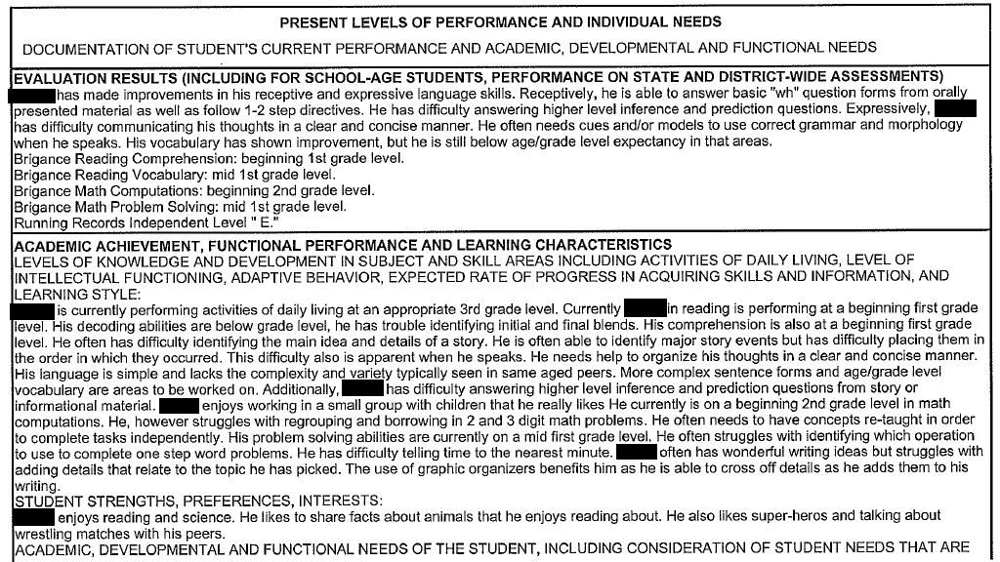 PRESENT LEVELS OF PERFORMANCE AND INDIVIDUAL NEEDS
DOCUMENTATION OF STUDENT'S CURRENT PERFORMANCE AND ACADEMIC, DEVELOPMENTAL AND FUNCTIONAL NEEDS
EVALUATION RESULTS (INCLUDING FOR SCHOOL-AGE STUDENTS, PERFORMANCE ON STATE AND DISTRICT-WIDE ASSESSMENTS)
has made improvements in his receptive and expressive language skills. Receptively, he is able to answer basic "wh" question forms from orally
presented material as well as follow 1-2 step directives. He has difficulty answering higher level inference and prediction questions. Expressively,
has difficulty communicating his thoughts in a clear and concise manner. He often needs cues and/or models to use correct grammar and morphology
when he speaks. His vocabulary has shown improvement, but he is still below age/grade level expectancy in that areas.
Brigance Reading Comprehension: beginning 1st grade level.
Brigance Reading Vocabulary: mid 1st grade level.
Brigance Math Computations: beginning 2nd grade level.
Brigance Math Problem Solving: mid 1st grade level.
Running Records Independent Level " E."
ACADEMIC ACHIEVEMENT, FUNCTIONAL PERFORMANCE AND LEARNING CHARACTERISTICS
LEVELS OF KNOWLEDGE AND DEVELOPMENT IN SUBJECT AND SKILL AREAS INCLUDING ACTIVITIES OF DAILY LIVING, LEVEL OF
INTELLECTUAL FUNCTIONING, ADAPTIVE BEHAVIOR, EXPECTED RATE OF PROGRESS IN ACQUIRING SKILLS AND INFORMATION, AND
LEARNING STYLE:
is currently performing activities of daily living at an appropriate 3rd grade level. Currently in reading is performing at a beginning first grade
level. His decoding abilities are below grade level, he has trouble identifying initial and final blends. His comprehension is also at a beginning first grade
level. He often has difficulty identifying the main idea and details of a story. He is often able to identify major story events but has difficulty placing them in
the order in which they occurred. This difficulty also is apparent when he speaks. He needs help to organize his thoughts in a clear and concise manner.
His language is simple and lacks the complexity and variety typically seen in same aged peers. More complex sentence forms and age/grade level
vocabulary are areas to be worked on. Additionally, has difficulty answering higher level inference and prediction questions from story or
informational material. enjoys working in a small group with children that he really likes He currently is on a beginning 2nd grade level in math
computations. He, however struggles with regrouping and borrowing in 2 and 3 digit math problems. He often needs to have concepts re-taught in order
to complete tasks independently. His problem solving abilities are currently on a mid first grade level. He often struggles with identifying which operation
to use to complete one step word problems. He has difficulty telling time to the nearest minute. often has wonderful writing ideas but struggles with
adding details that relate to the topic he has picked. The use of graphic organizers benefits him as he is able to cross off details as he adds them to his
writing.
STUDENT STRENGTHS, PREFERENCES, INTERESTS:
enjoys reading and science. He likes to share facts about animals that he enjoys reading about. He also likes super-heros and talking about
wrestling matches with his peers.
ACADEMIC, DEVELOPMENTAL AND FUNCTIONAL NEEDS OF THE STUDENT, INCLUDING CONSIDERATION OF STUDENT NEEDS THAT ARE